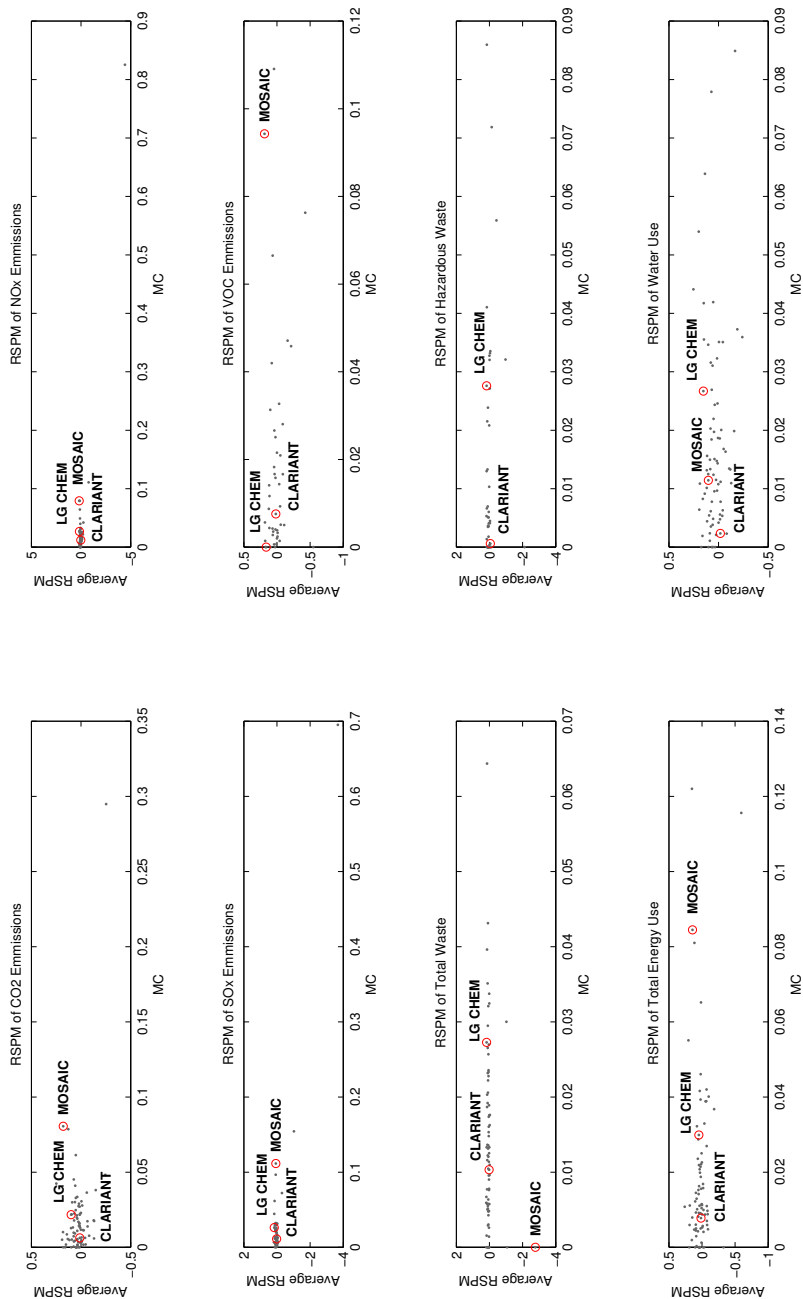 RSPM of CO2 Emmissions
0.5
0
−0.5
Average RSPM
0 0.05 0.1 0.15 0.2 0.25 0.3 0.35
MC
LG CHEM
MOSAIC
CLARIANT
RSPM of NOx Emmissions
5
0
−5
Average RSPM
0 0.1 0.2 0.3 0.4 0.5 0.6 0.7 0.8 0.9
MC
LG CHEM
MOSAIC
CLARIANT
RSPM of SOx Emmissions
2
0
−2
−4
Average RSPM
0 0.1 0.2 0.3 0.4 0.5 0.6 0.7
MC
LG CHEM
MOSAIC
CLARIANT
RSPM of VOC Emmissions
0.5
0
−0.5
−1
Average RSPM
0 0.02 0.04 0.06 0.08 0.1 0.12
MC
LG CHEM
MOSAIC
CLARIANT
RSPM of Total Waste
2
0
−2
−4
Average RSPM
0 0.01 0.02 0.03 0.04 0.05 0.06 0.07
MC
CLARIANT
LG CHEM
MOSAIC
RSPM of Hazardous Waste
2
0
−2
−4
Average RSPM
0 0.01 0.02 0.03 0.04 0.05 0.06 0.07 0.08 0.09
MC
LG CHEM
CLARIANT
RSPM of Total Energy Use
0.5
0
−0.5
−1
Average RSPM
0 0.02 0.04 0.06 0.08 0.1 0.12 0.14
MC
LG CHEM
MOSAIC
CLARIANT
RSPM of Water Use
0.5
0
−0.5
Average RSPM
0 0.01 0.02 0.03 0.04 0.05 0.06 0.07 0.08 0.09
MC
MOSAIC
LG CHEM
CLARIANT